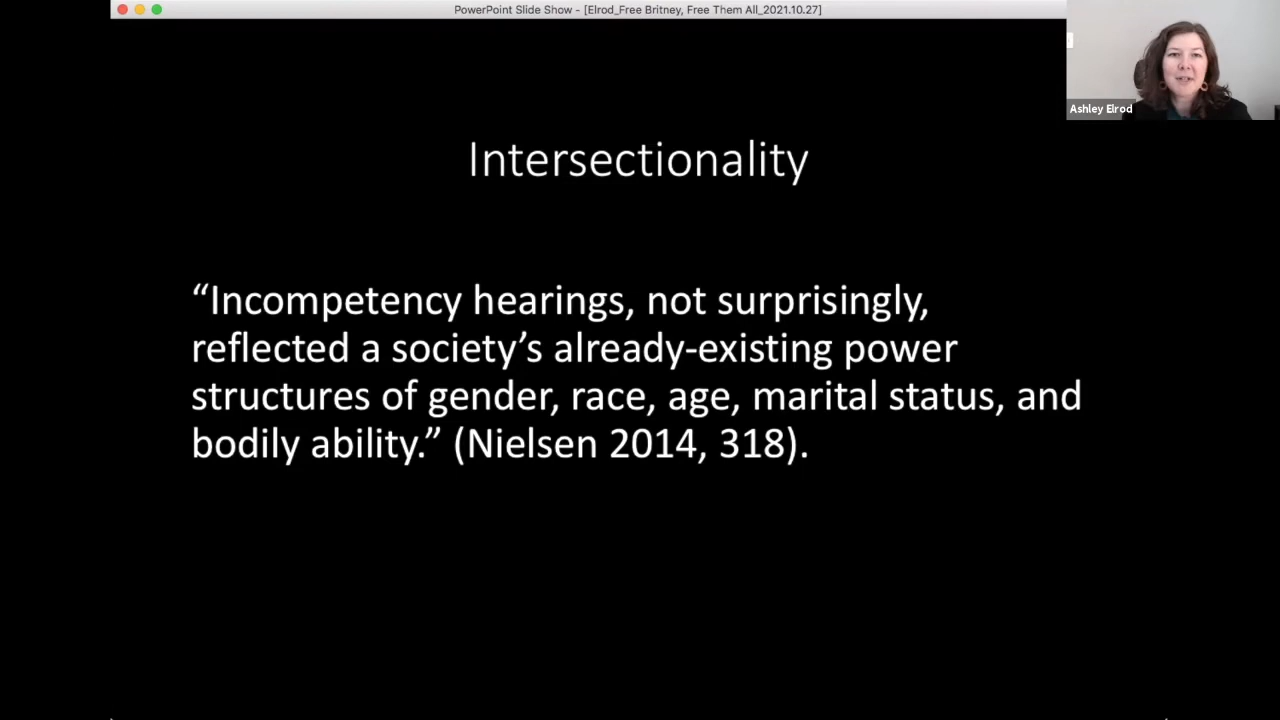 PowerPoint Slide Show - [Elrod_Free Britney, Free Them All_2021.10.27]
Ashley Elrod
Intersectionality
“Incompetency hearings, not surprisingly,
reflected a society’s already-existing power
structures of gender, race, age, marital status, and
bodily ability.” (Nielsen 2014, 318).